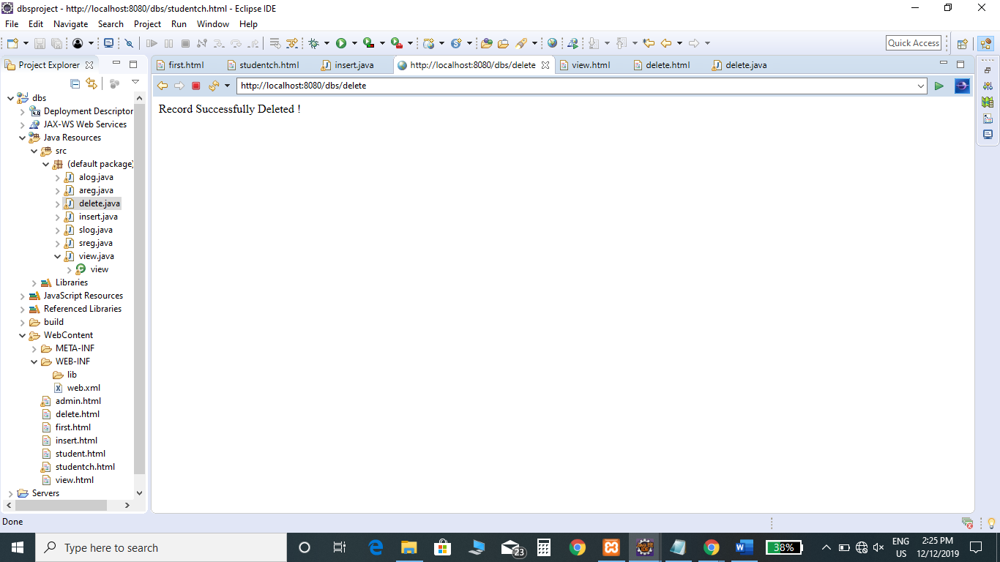 dbsproject - http://localhost:8080/dbs/studentch.html - Eclipse IDE
File Edit Navigate Search Project Run Window Help
Quick Access
Project Explorer
first.html studentch.html insert.java http://localhost:8080/dbs/delete view.html delete.html delete.java
http://localhost:8080/dbs/delete
Record Successfully Deleted !
dbs
Deployment Descriptor
JAX-WS Web Services
Java Resources
src
(default package)
alog.java
areg.java
delete.java
insert.java
slog.java
sreg.java
view.java
view
Libraries
JavaScript Resources
Referenced Libraries
build
WebContent
META-INF
WEB-INF
lib
web.xml
admin.html
delete.html
first.html
insert.html
student.html
studentch.html
view.html
Servers
Done
Type here to search
23
38%
ENG
US
2:25 PM
12/12/2019